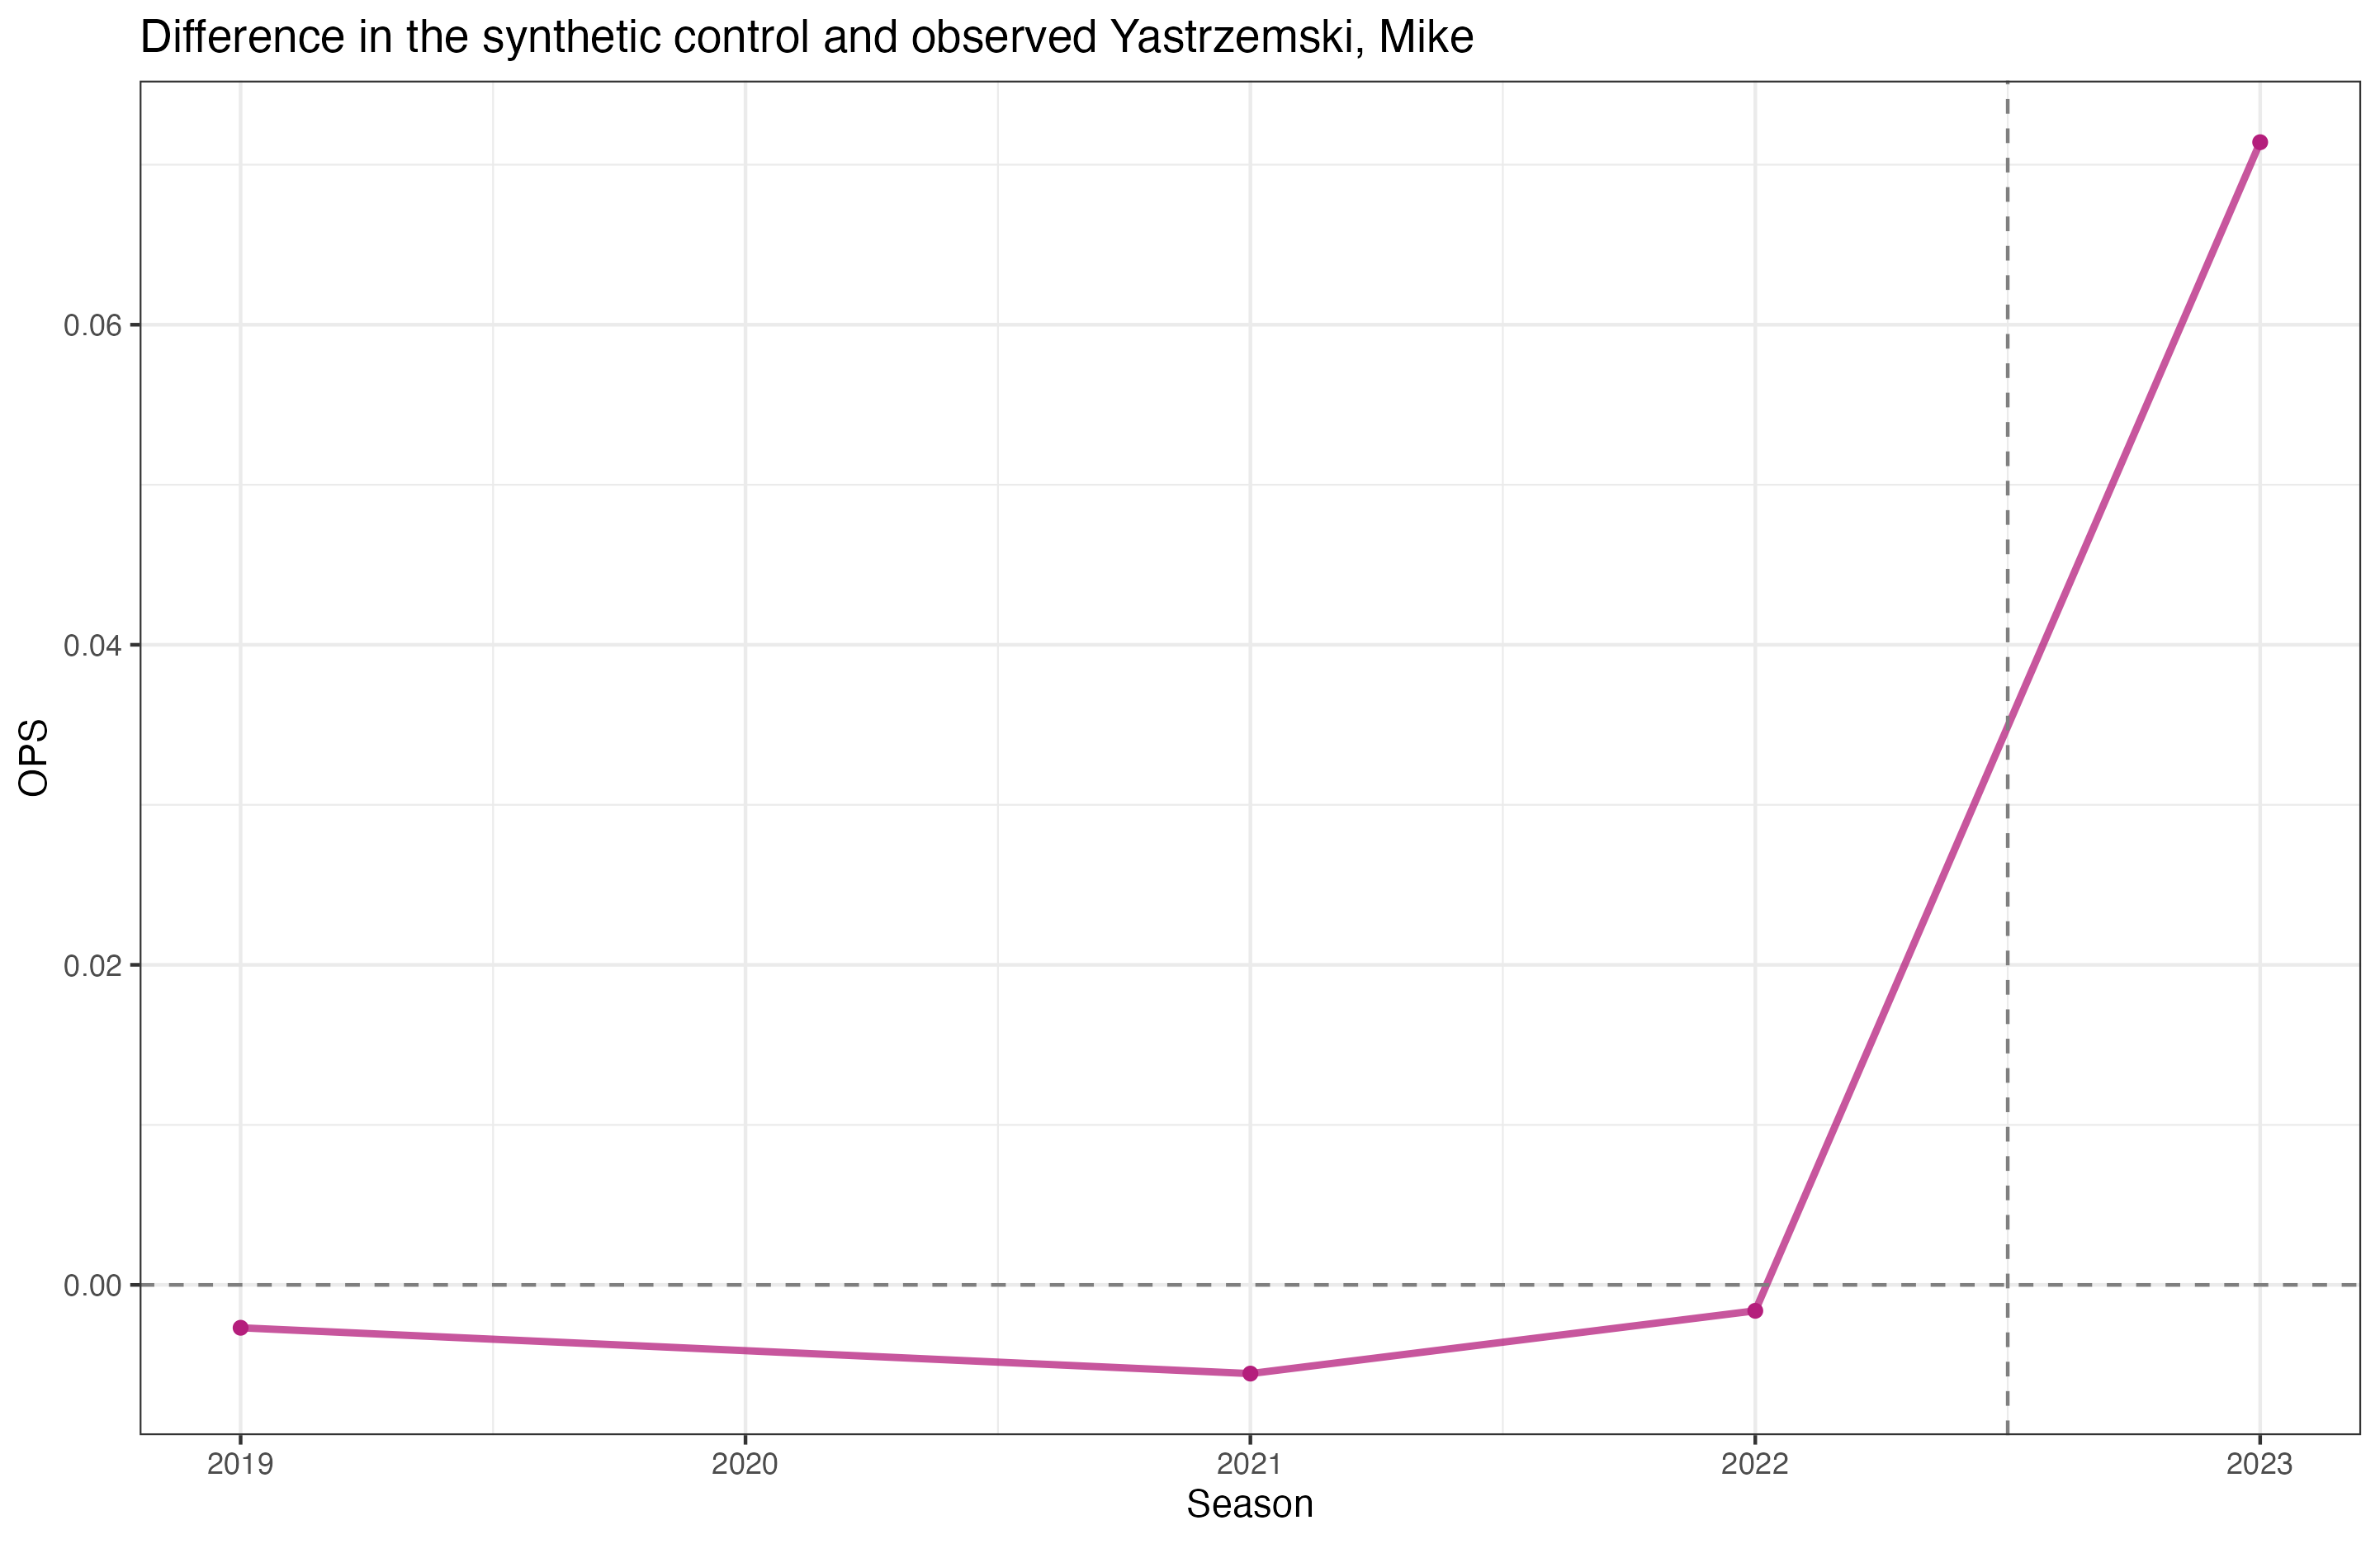 Difference in the synthetic control and observed Yastrzemski, Mike
OPS
0.06
0.04
0.02
0.00
2019 2020 2021 2022 2023
Season